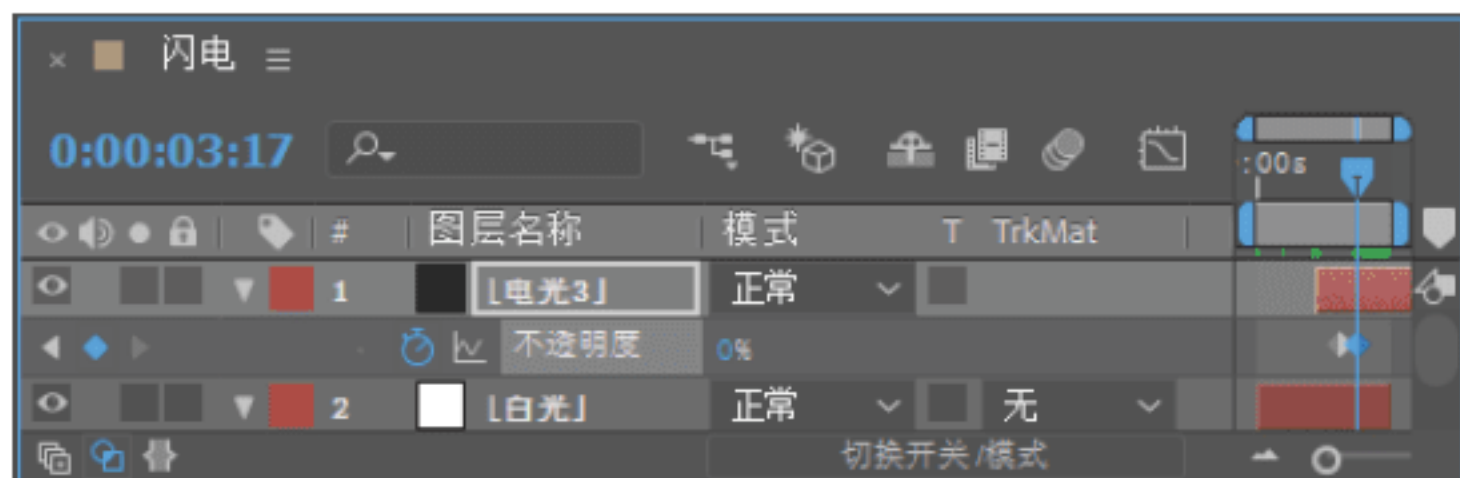 × 闪电 ≡
0:00:03:17
:00s
# 图层名称 模式 T TrkMat
1 [电光3] 正常
不透明度 0%
2 [白光] 正常 无
切换开关/模式